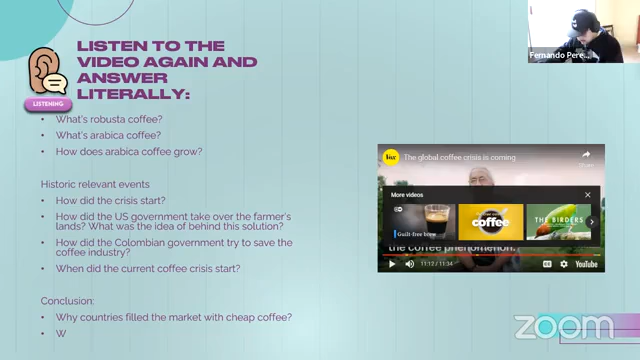 LISTEN TO THE
VIDEO AGAIN AND
ANSWER
LITERALLY:
LISTENING
• What's robusta coffee?
• What's arabica coffee?
• How does arabica coffee grow?
Historic relevant events
• How did the crisis start?
• How did the US government take over the farmer's
lands? What was the idea of behind this solution?
• How did the Colombian government try to save the
coffee industry?
• When did the current coffee crisis start?
Conclusion:
• Why countries filled the market with cheap coffee?
• W
Fernando Pere...
Vox
The global coffee crisis is coming
More videos
DW
Guilt-free brew
coffee
THE BIRDERS
the coffee phenomenon.
11:12 / 11:34
CC
YouTube
zoom